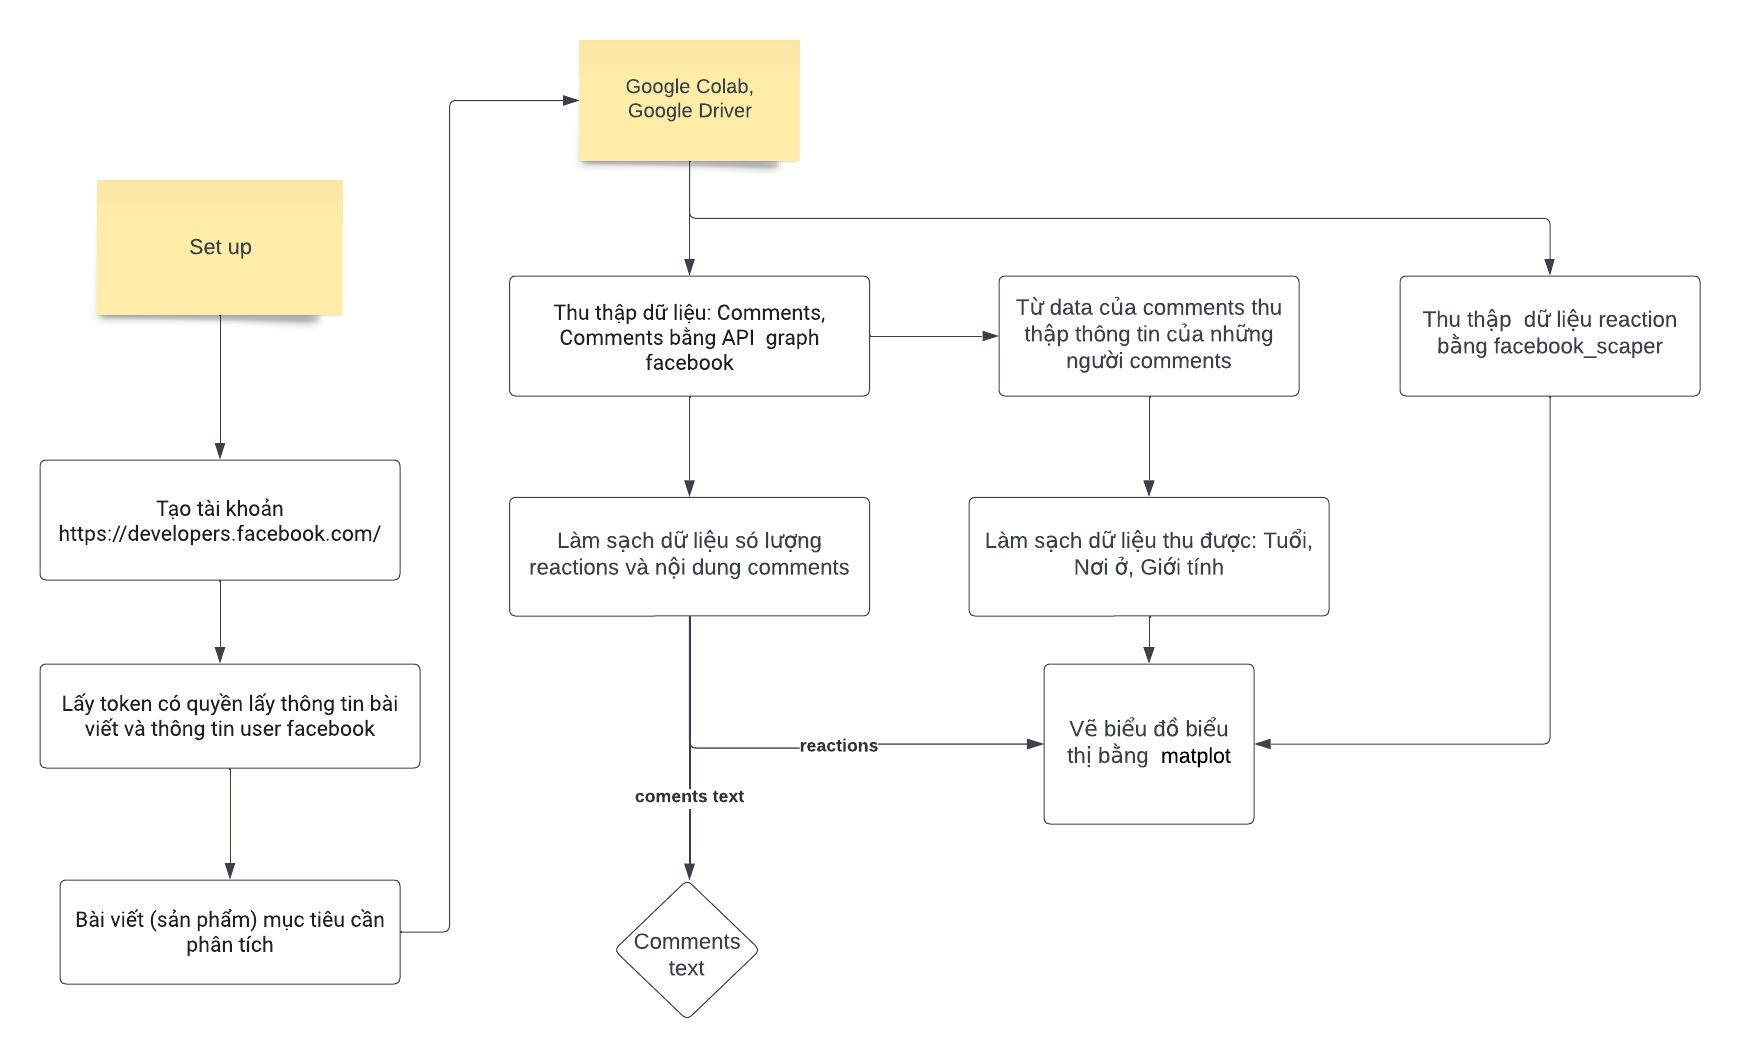 Google Colab,
Google Driver
Set up
Thu thập dữ liệu: Comments,
Comments bằng API  graph
facebook
Từ data của comments thu
thập thông tin của những
người comments
Thu thập  dữ liệu reaction
bằng facebook_scaper
Tạo tài khoản
https://developers.facebook.com/
Làm sạch dữ liệu só lượng
reactions và nội dung comments
Làm sạch dữ liệu thu được: Tuổi,
Nơi ở, Giới tính
Lấy token có quyền lấy thông tin bài
viết và thông tin user facebook
Vẽ biểu đồ biểu
thị bằng  matplot
reactions
coments text
Bài viết (sản phẩm) mục tiêu cần
phân tích
Comments
text